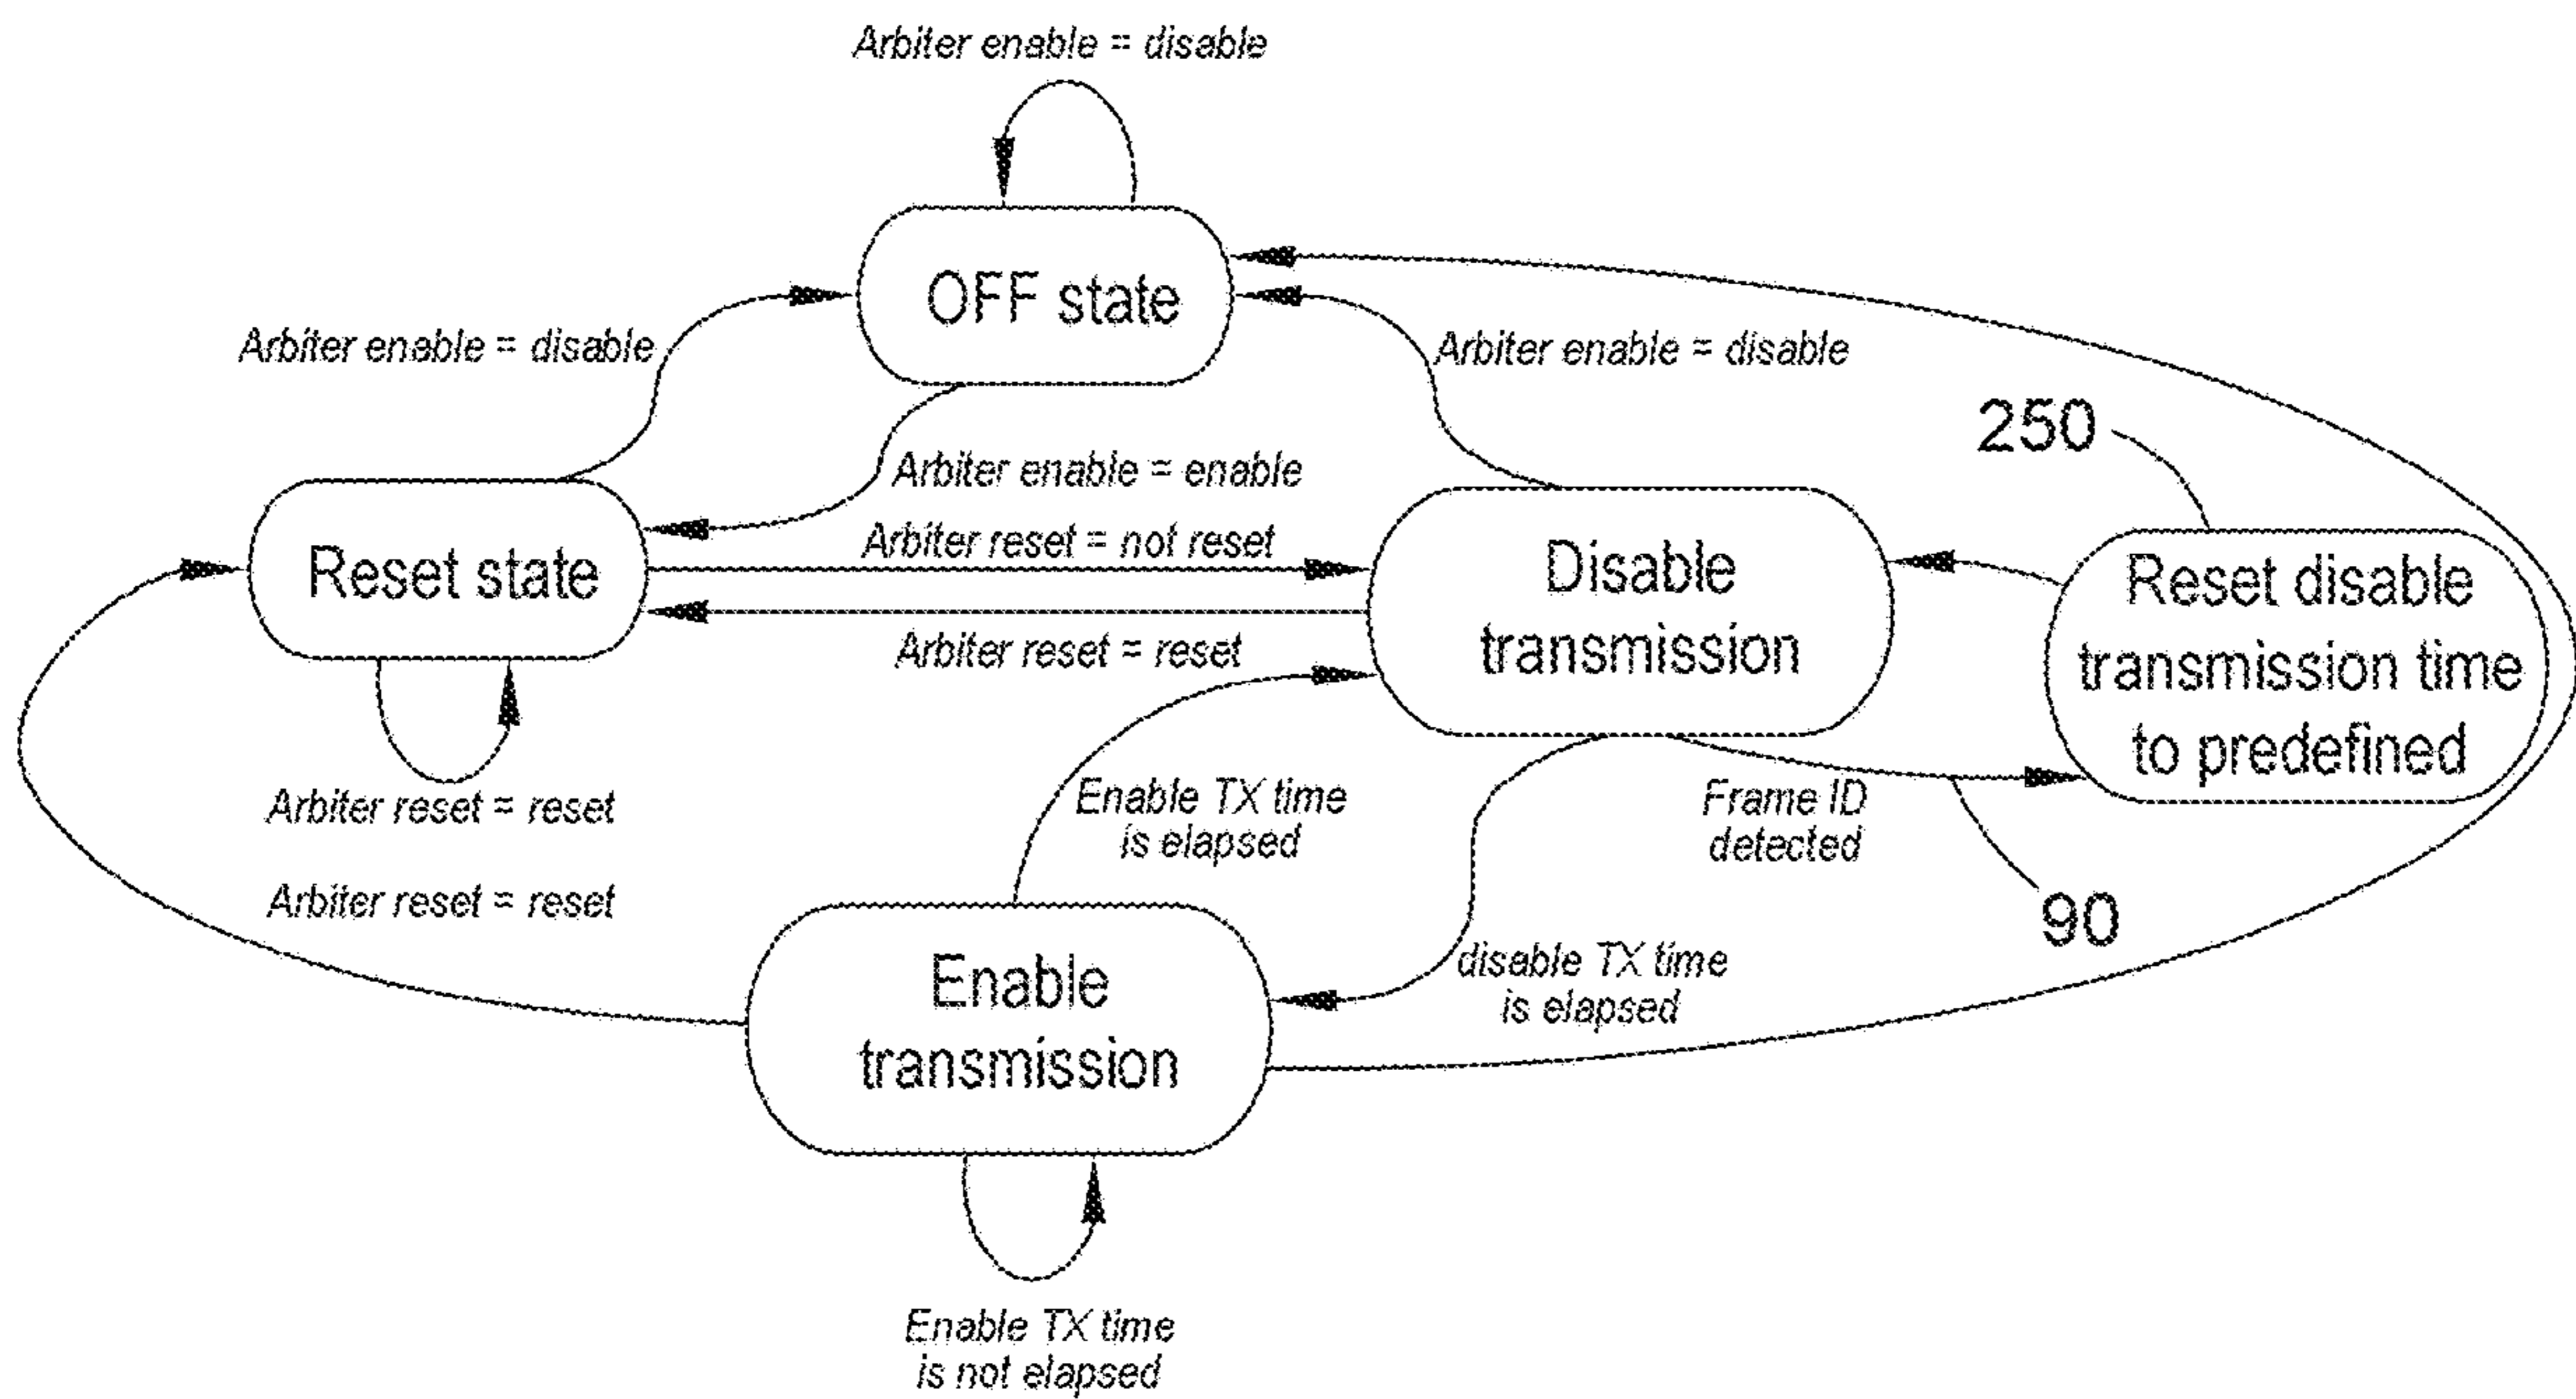 Arbiter enable = disable
OFF state
Arbiter enable = disable
Arbiter enable = disable
250
Arbiter enable = enable
Arbiter reset = not reset
Reset state
Disable
transmission
Reset disable
transmission time
to predefined
Arbiter reset = reset
Arbiter reset = reset
Enable TX time
is elapsed
Frame ID
detected
Arbiter reset = reset
90
Enable
transmission
disable TX time
is elapsed
Enable TX time
is not elapsed